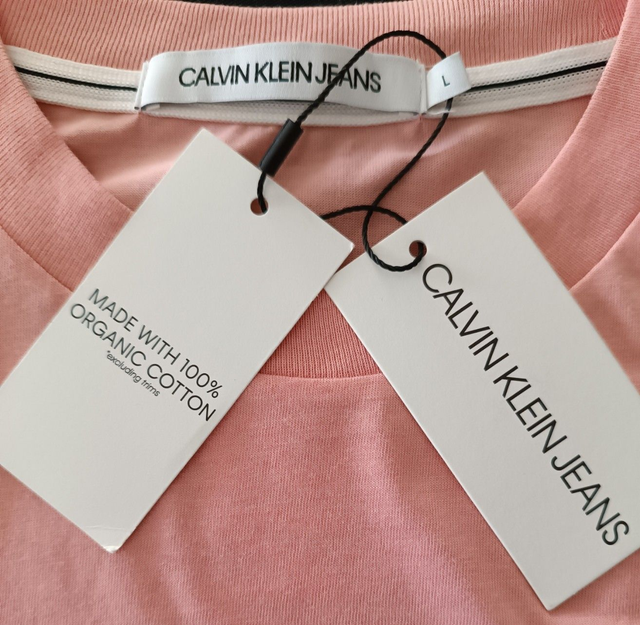 CALVIN KLEIN JEANS
L
MADE WITH 100%
ORGANIC COTTON
*excluding trims
CALVIN KLEIN JEANS